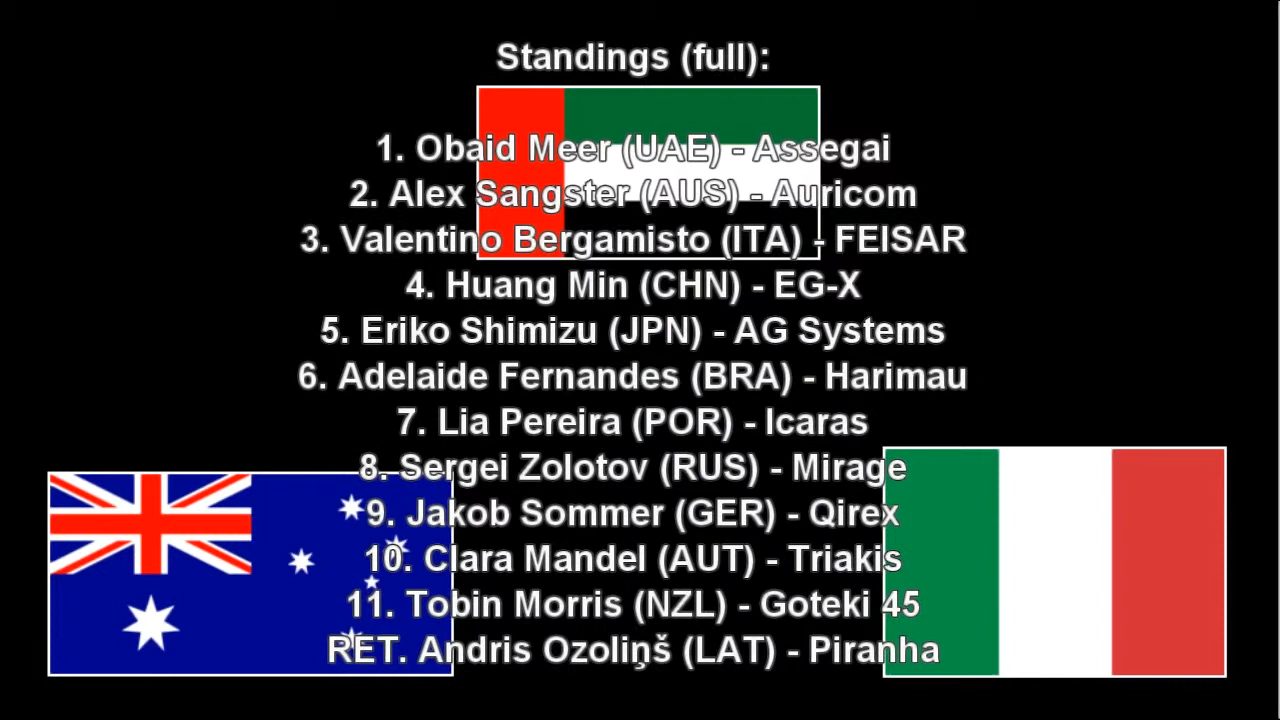 Standings (full):
1. Obaid Meer (UAE) - Assegai
2. Alex Sangster (AUS) - Auricom
3. Valentino Bergamisto (ITA) - FEISAR
4. Huang Min (CHN) - EG-X
5. Eriko Shimizu (JPN) - AG Systems
6. Adelaide Fernandes (BRA) - Harimau
7. Lia Pereira (POR) - Icaras
8. Sergei Zolotov (RUS) - Mirage
9. Jakob Sommer (GER) - Qirex
10. Clara Mandel (AUT) - Triakis
11. Tobin Morris (NZL) - Goteki 45
RET. Andris Ozoliņš (LAT) - Piranha